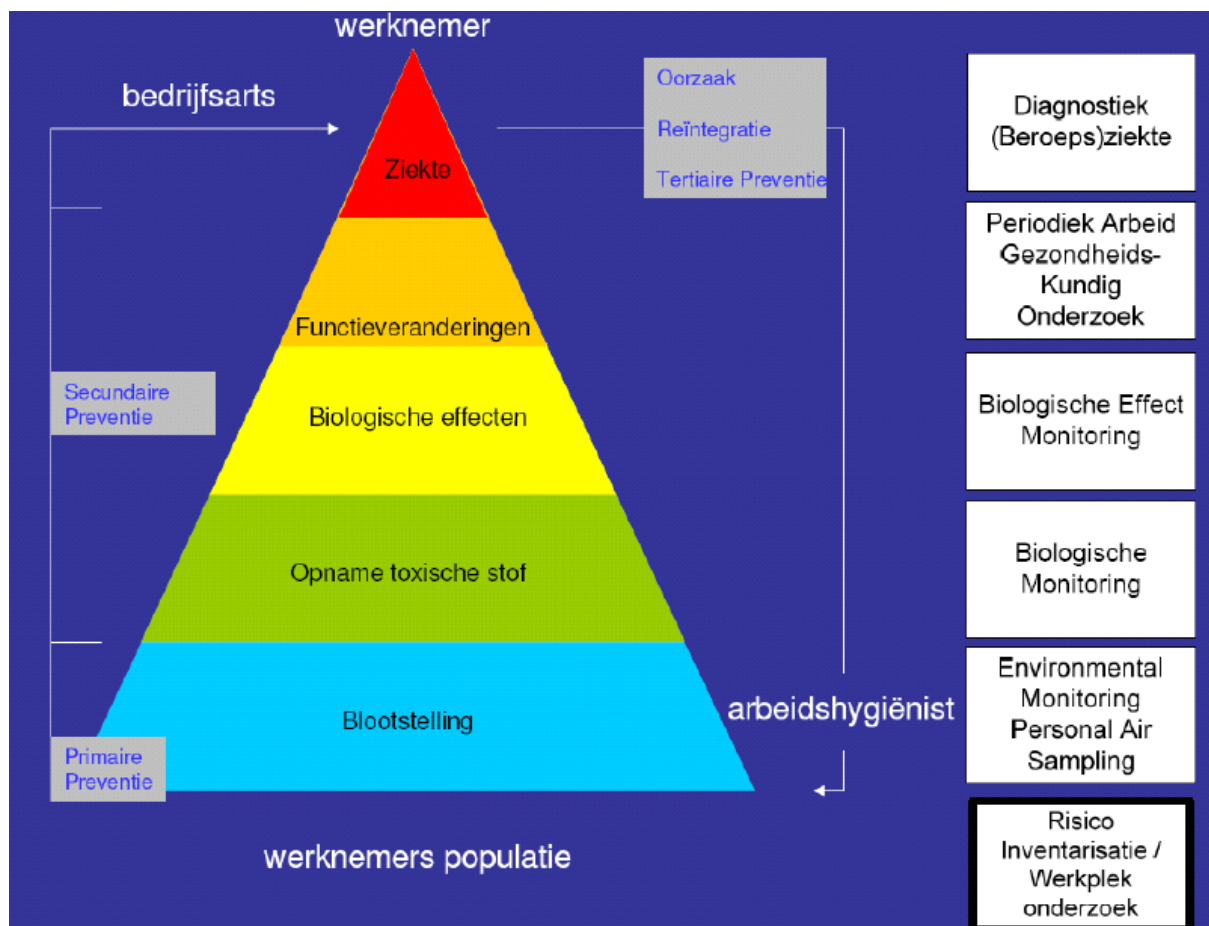 werknemer
bedrijfsarts
Oorzaak
Reïntegratie
Tertiaire Preventie
Ziekte
Functieveranderingen
Secundaire
Preventie
Biologische effecten
Opname toxische stof
Blootstelling
arbeidshygiënist
Primaire
Preventie
werknemers populatie
Diagnostiek
(Beroeps)ziekte
Periodiek Arbeid
Gezondheids-
Kundig
Onderzoek
Biologische Effect
Monitoring
Biologische
Monitoring
Environmental
Monitoring
Personal Air
Sampling
Risico
Inventarisatie /
Werkplek
onderzoek